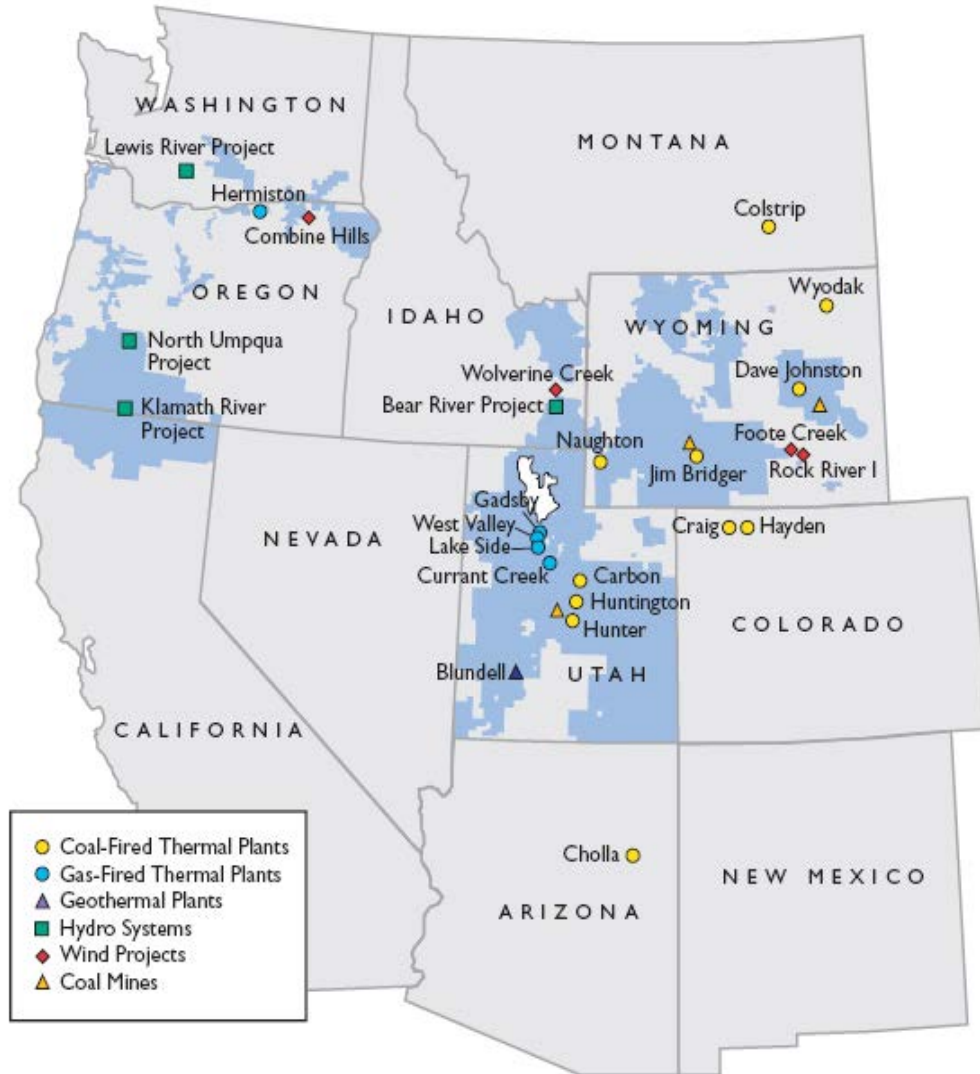 WASHINGTON
Lewis River Project
Hermiston
Combine Hills
OREGON
North Umpqua
Project
Klamath River
Project
MONTANA
Colstrip
IDAHO
WYOMING
Wyodak
Dave Johnston
Wolverine Creek
Bear River Project
Naughton
Jim Bridger
Foote Creek
Rock River I
NEVADA
Gadsby
West Valley
Lake Side
Currant Creek
Carbon
Huntington
Hunter
Blundell
UTAH
Craig
Hayden
COLORADO
CALIFORNIA
Cholla
ARIZONA
NEW MEXICO
Coal-Fired Thermal Plants
Gas-Fired Thermal Plants
Geothermal Plants
Hydro Systems
Wind Projects
Coal Mines